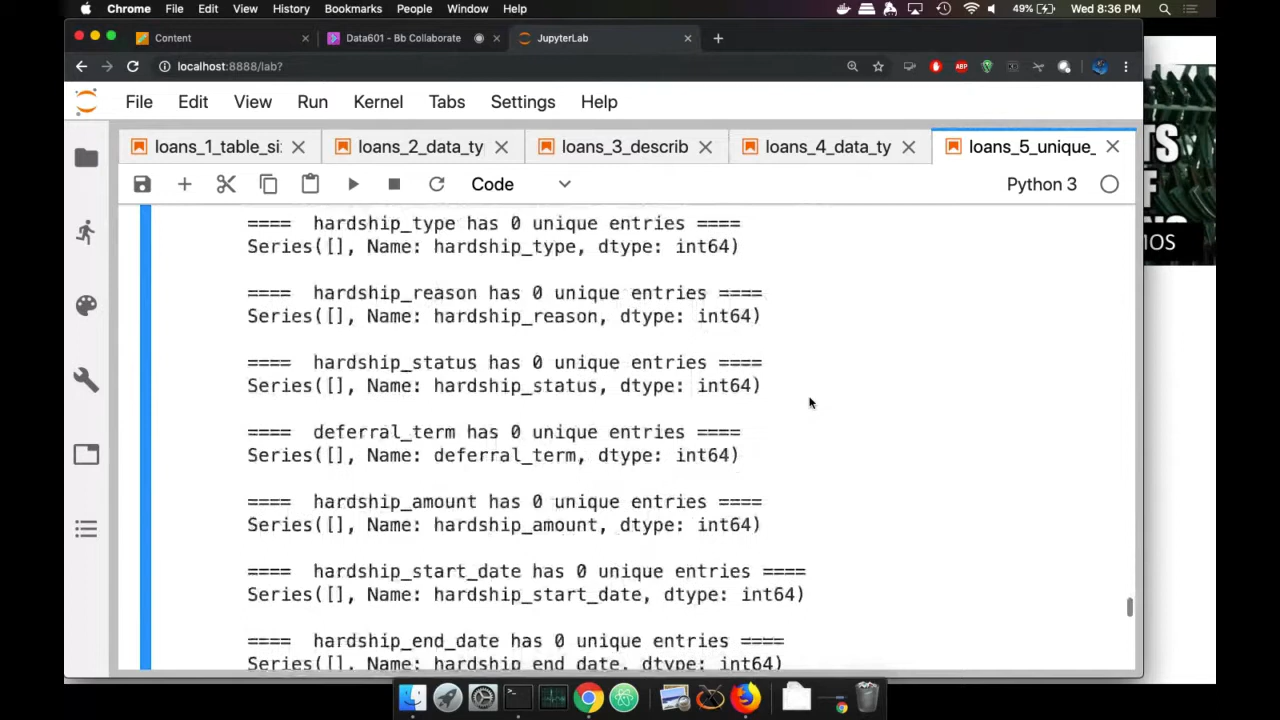 Chrome File Edit View History Bookmarks People Window Help 49% Wed 8:36 PM
Content Data601 - Bb Collaborate JupyterLab
localhost:8888/lab?
File Edit View Run Kernel Tabs Settings Help
loans_1_table_si: loans_2_data_ty loans_3_describ loans_4_data_ty loans_5_unique_
Code Python 3
==== hardship_type has 0 unique entries ====
Series([], Name: hardship_type, dtype: int64)
==== hardship_reason has 0 unique entries ====
Series([], Name: hardship_reason, dtype: int64)
==== hardship_status has 0 unique entries ====
Series([], Name: hardship_status, dtype: int64)
==== deferral_term has 0 unique entries ====
Series([], Name: deferral_term, dtype: int64)
==== hardship_amount has 0 unique entries ====
Series([], Name: hardship_amount, dtype: int64)
==== hardship_start_date has 0 unique entries ====
Series([], Name: hardship_start_date, dtype: int64)
==== hardship_end_date has 0 unique entries ====
Series([], Name: hardship_end_date, dtype: int64)